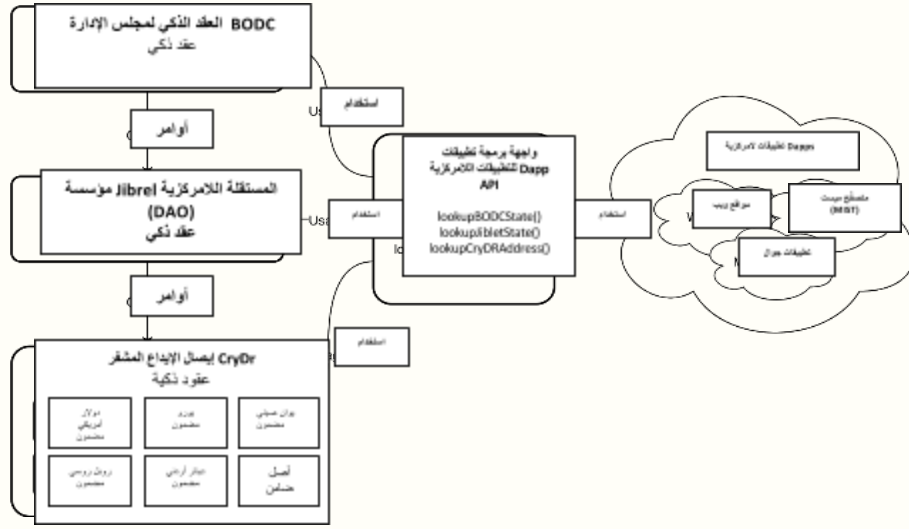 BODC العقد الذكي لمجلس الإدارة
عقد ذكي
أوامر
المستقلة اللامركزية Jibrel مؤسسة
(DAO)
عقد ذكي
أوامر
CryDr إيصال الإيداع المشفر
عقود ذكية
دولار
أمريكي
مضمون
يورو
مضمون
يوان صيني
مضمون
روبل روسي
مضمون
دينار أردني
مضمون
أصل
ضامن
استخدام
استخدام
استخدام
واجهة برمجة تطبيقات
Dapp للتطبيقات اللامركزية
API
lookupBODCState()
lookupJibletState()
lookupCryDRAddress()
استخدام
Dapps تطبيقات لامركزية
مواقع ويب
متصفح ميست
(MIST)
تطبيقات جوال